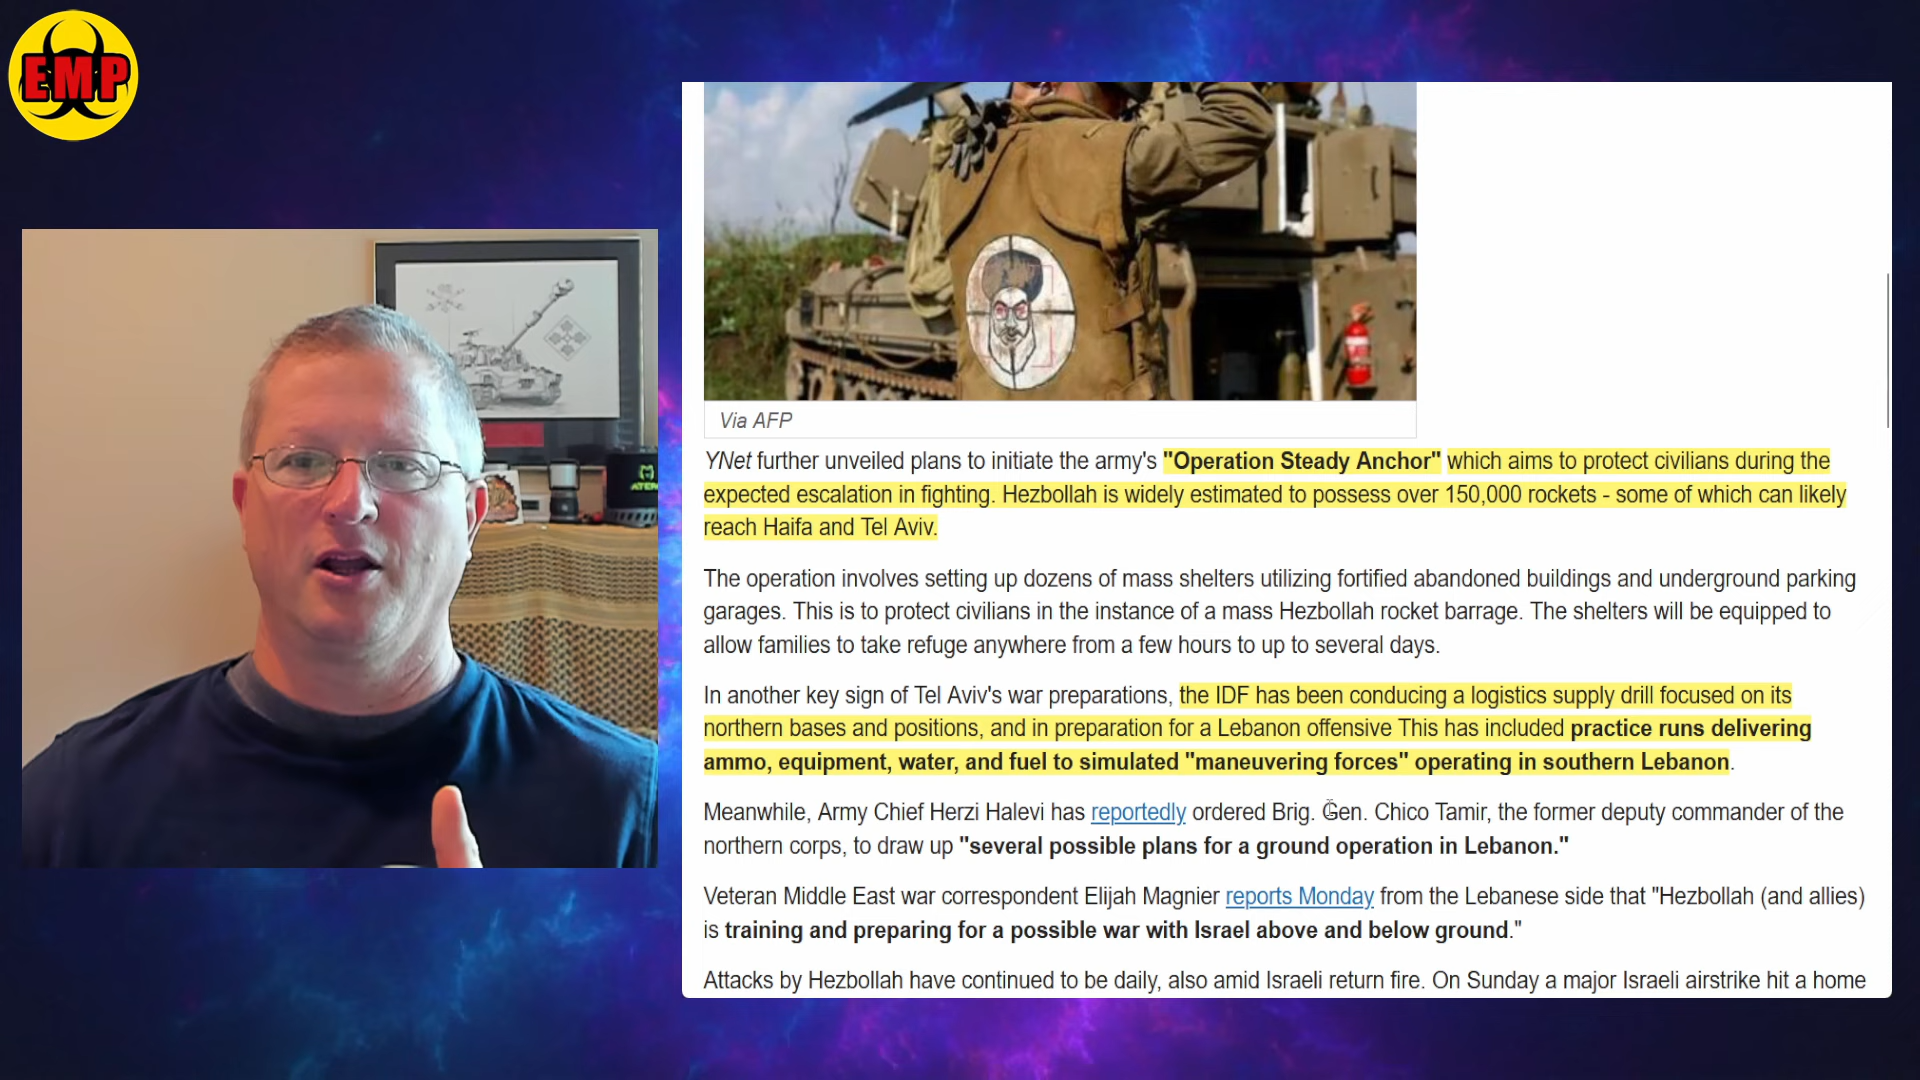 EMP
Via AFP
YNet further unveiled plans to initiate the army's "Operation Steady Anchor" which aims to protect civilians during the
expected escalation in fighting. Hezbollah is widely estimated to possess over 150,000 rockets - some of which can likely
reach Haifa and Tel Aviv.
The operation involves setting up dozens of mass shelters utilizing fortified abandoned buildings and underground parking
garages. This is to protect civilians in the instance of a mass Hezbollah rocket barrage. The shelters will be equipped to
allow families to take refuge anywhere from a few hours to up to several days.
In another key sign of Tel Aviv's war preparations, the IDF has been conducing a logistics supply drill focused on its
northern bases and positions, and in preparation for a Lebanon offensive This has included practice runs delivering
ammo, equipment, water, and fuel to simulated "maneuvering forces" operating in southern Lebanon.
Meanwhile, Army Chief Herzi Halevi has reportedly ordered Brig. Gen. Chico Tamir, the former deputy commander of the
northern corps, to draw up "several possible plans for a ground operation in Lebanon."
Veteran Middle East war correspondent Elijah Magnier reports Monday from the Lebanese side that "Hezbollah (and allies)
is training and preparing for a possible war with Israel above and below ground."
Attacks by Hezbollah have continued to be daily, also amid Israeli return fire. On Sunday a major Israeli airstrike hit a home